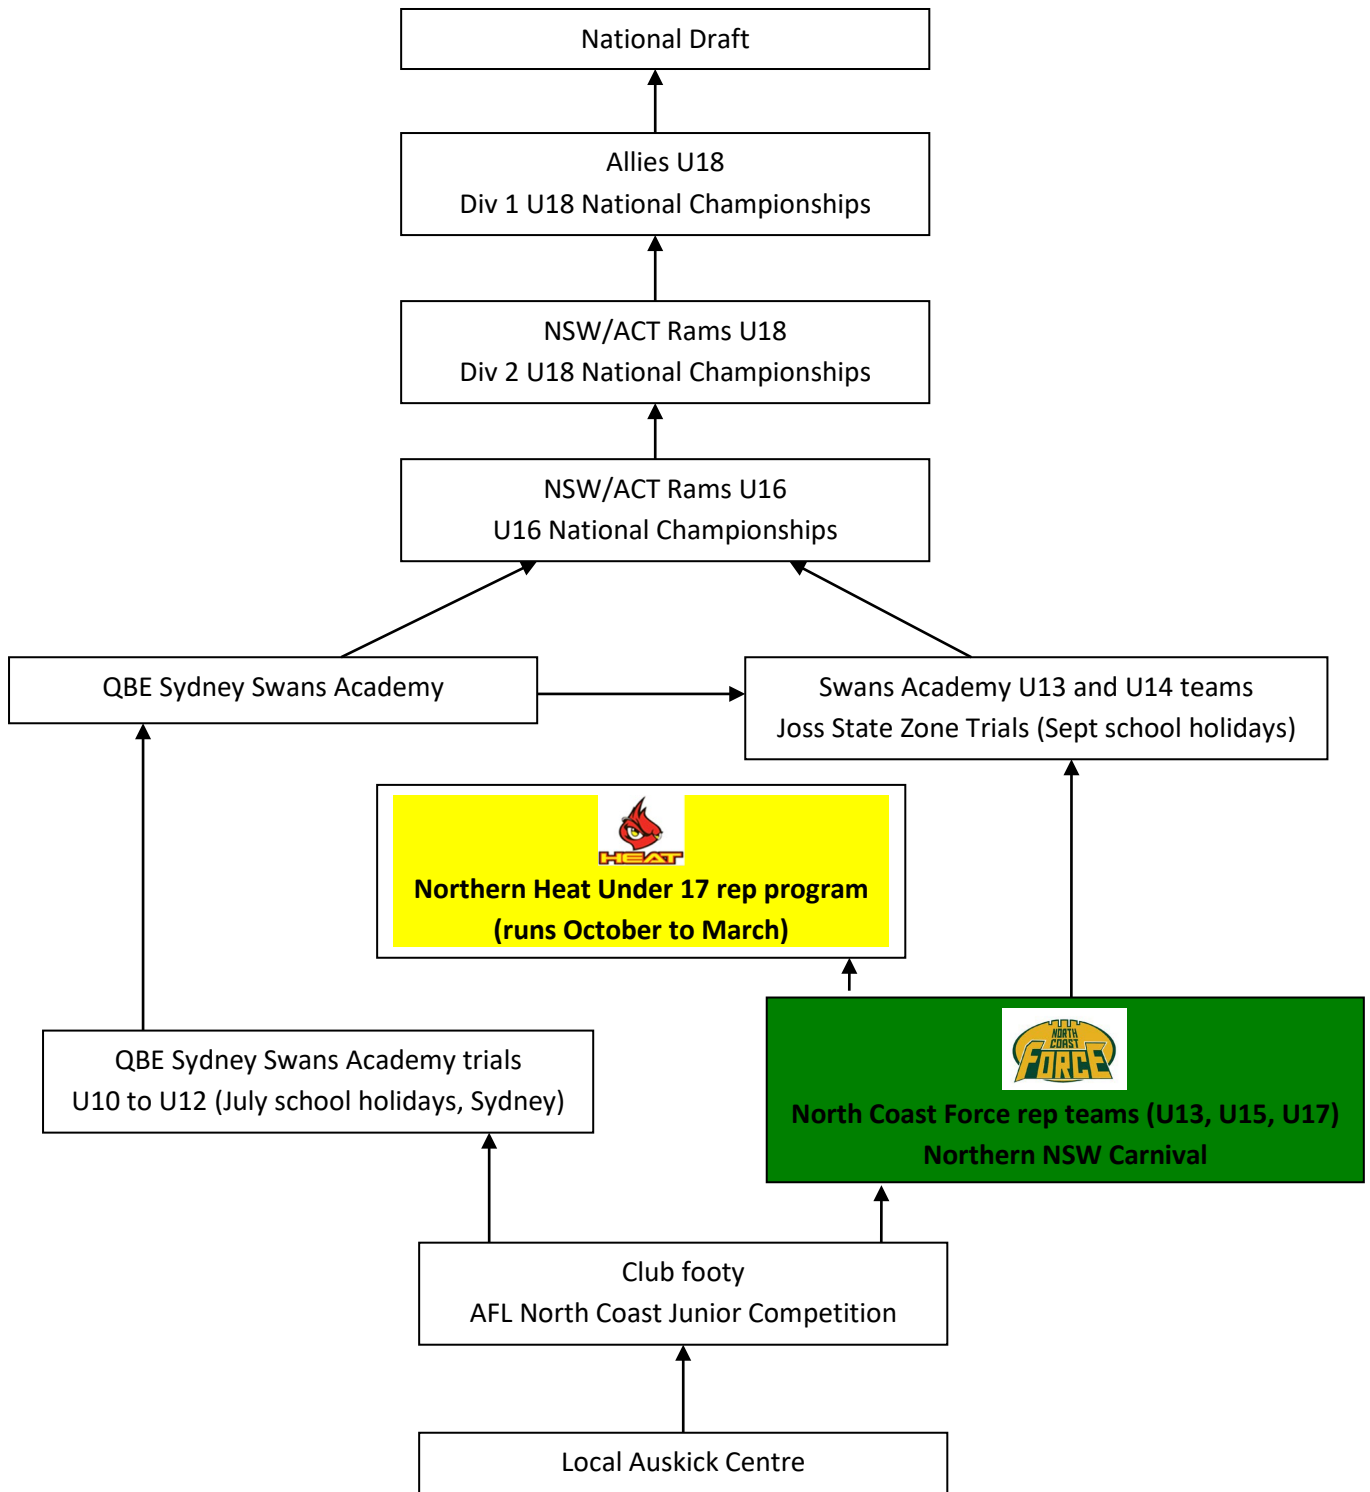 National Draft
Allies U18
Div 1 U18 National Championships
NSW/ACT Rams U18
Div 2 U18 National Championships
NSW/ACT Rams U16
U16 National Championships
QBE Sydney Swans Academy
Swans Academy U13 and U14 teams
Joss State Zone Trials (Sept school holidays)
HEAT
Northern Heat Under 17 rep program
(runs October to March)
QBE Sydney Swans Academy trials
U10 to U12 (July school holidays, Sydney)
NORTH
COAST
FORCE
North Coast Force rep teams (U13, U15, U17)
Northern NSW Carnival
Club footy
AFL North Coast Junior Competition
Local Auskick Centre